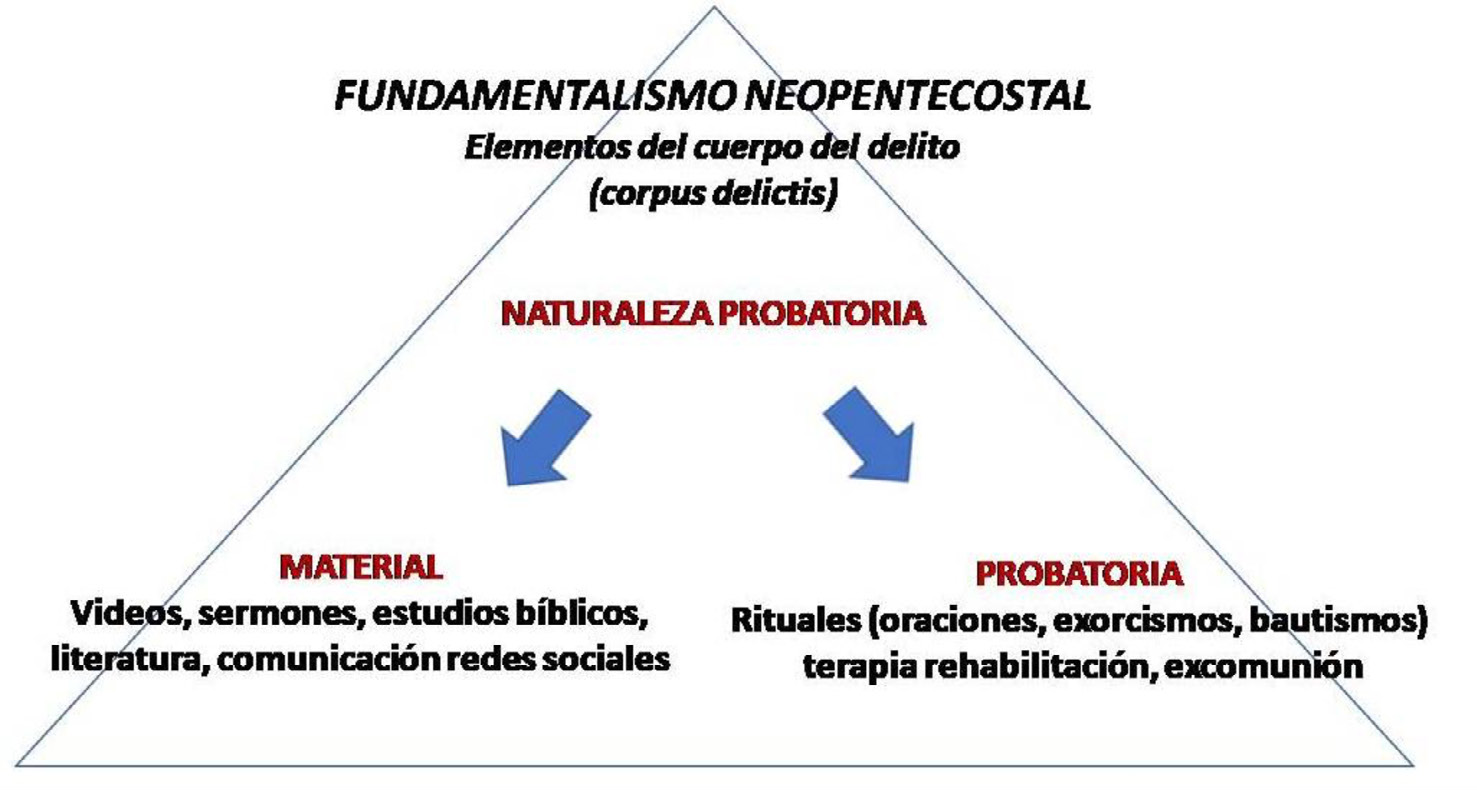 FUNDAMENTALISMO NEOPENTECOSTAL
Elementos del cuerpo del delito
(corpus delictis)
NATURALEZA PROBATORIA
MATERIAL
Videos, sermones, estudios bíblicos,
literatura, comunicación redes sociales
PROBATORIA
Rituales (oraciones, exorcismos, bautismos)
terapia rehabilitación, excomunión